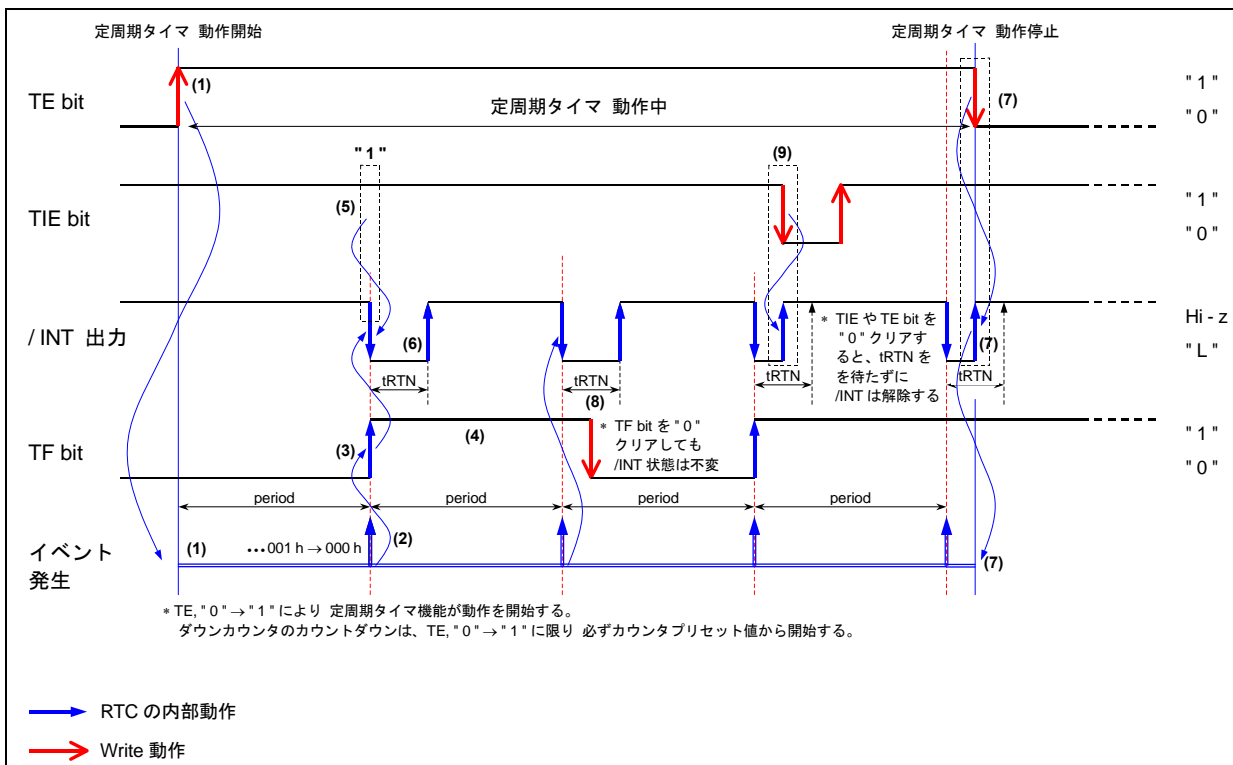 定周期タイマ 動作開始
定周期タイマ 動作停止
TE bit
(1)
定周期タイマ 動作中
(7)
" 1 "
" 0 "
" 1 "
(9)
TIE bit
(5)
" 1 "
" 0 "
/ INT 出力
(6)
tRTN
tRTN
(8)
tRTN
* TIE や TE bit を
" 0 " クリアす
ると、tRTN を
を待たずに
/INT は解除する
(7)
tRTN
Hi - z
" L "
TF bit
(3)
(4)
* TF bit を " 0 "
クリアしても
/INT 状態は不変
" 1 "
" 0 "
period
period
period
period
イベント
発生
(1)
•••001 h → 000 h
(2)
(7)
* TE, " 0 " → " 1 " により 定周期タイマ機能が動作を開始する。
ダウンカウンタのカウントダウンは、TE, " 0 " → " 1 " に限り 必ずカウンタプリセット値から開始する。
RTC の内部動作
Write 動作